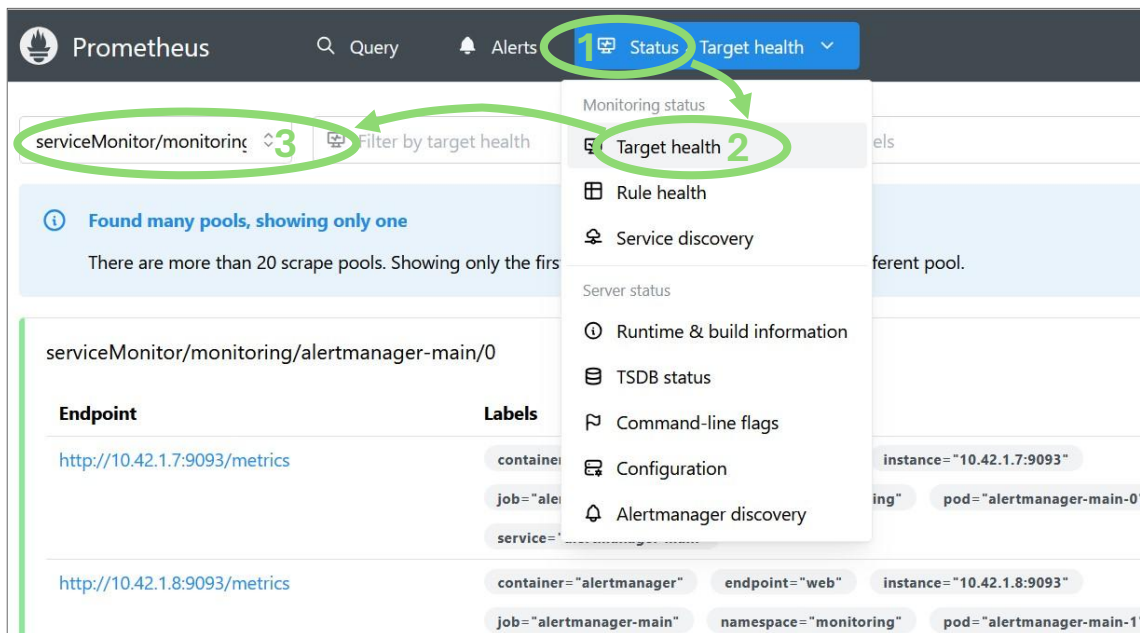 Prometheus Query Alerts 1 Status Target health
Monitoring status
serviceMonitor/monitoring 3 Filter by target health
Target health 2
els
Rule health
Found many pools, showing only one
Service discovery
There are more than 20 scrape pools. Showing only the firs
ferent pool.
Server status
Runtime & build information
serviceMonitor/monitoring/alertmanager-main/0
TSDB status
Endpoint Labels
Command-line flags
http://10.42.1.7:9093/metrics container
instance="10.42.1.7:9093"
Configuration
job="aler
ing" pod="alertmanager-main-0"
Alertmanager discovery
service="alertmanager-main"
http://10.42.1.8:9093/metrics container="alertmanager" endpoint="web" instance="10.42.1.8:9093"
job="alertmanager-main" namespace="monitoring" pod="alertmanager-main-1"